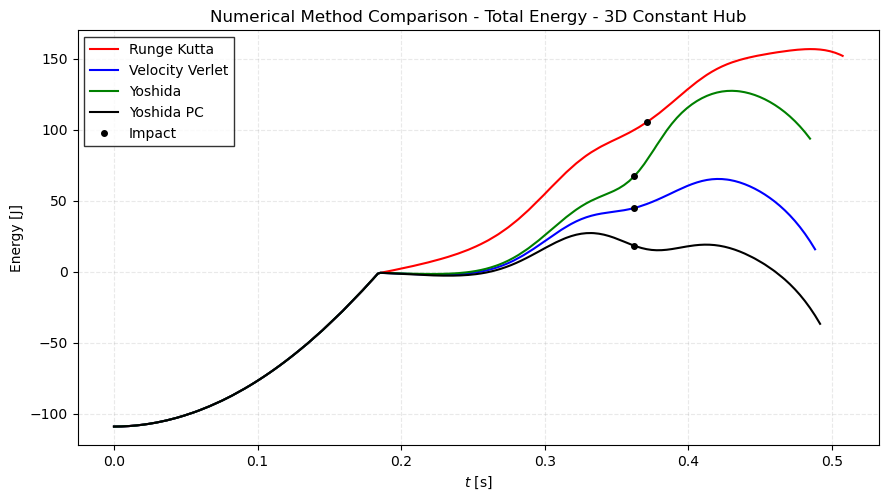 Numerical Method Comparison - Total Energy - 3D Constant Hub
Runge Kutta
Velocity Verlet
Yoshida
Yoshida PC
Impact
150
100
50
0
−50
−100
Energy [J]
0.0 0.1 0.2 0.3 0.4 0.5
t [s]